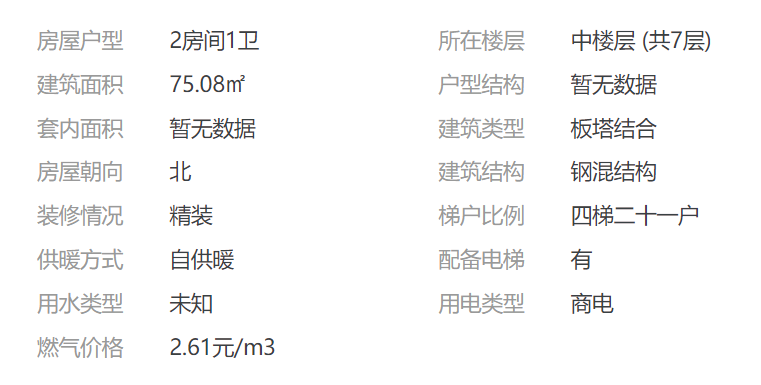 房屋户型 2房间1卫 所在楼层 中楼层 (共7层)
建筑面积 75.08㎡ 户型结构 暂无数据
套内面积 暂无数据 建筑类型 板塔结合
房屋朝向 北 建筑结构 钢混结构
装修情况 精装 梯户比例 四梯二十一户
供暖方式 自供暖 配备电梯 有
用水类型 未知 用电类型 商电
燃气价格 2.61元/m3